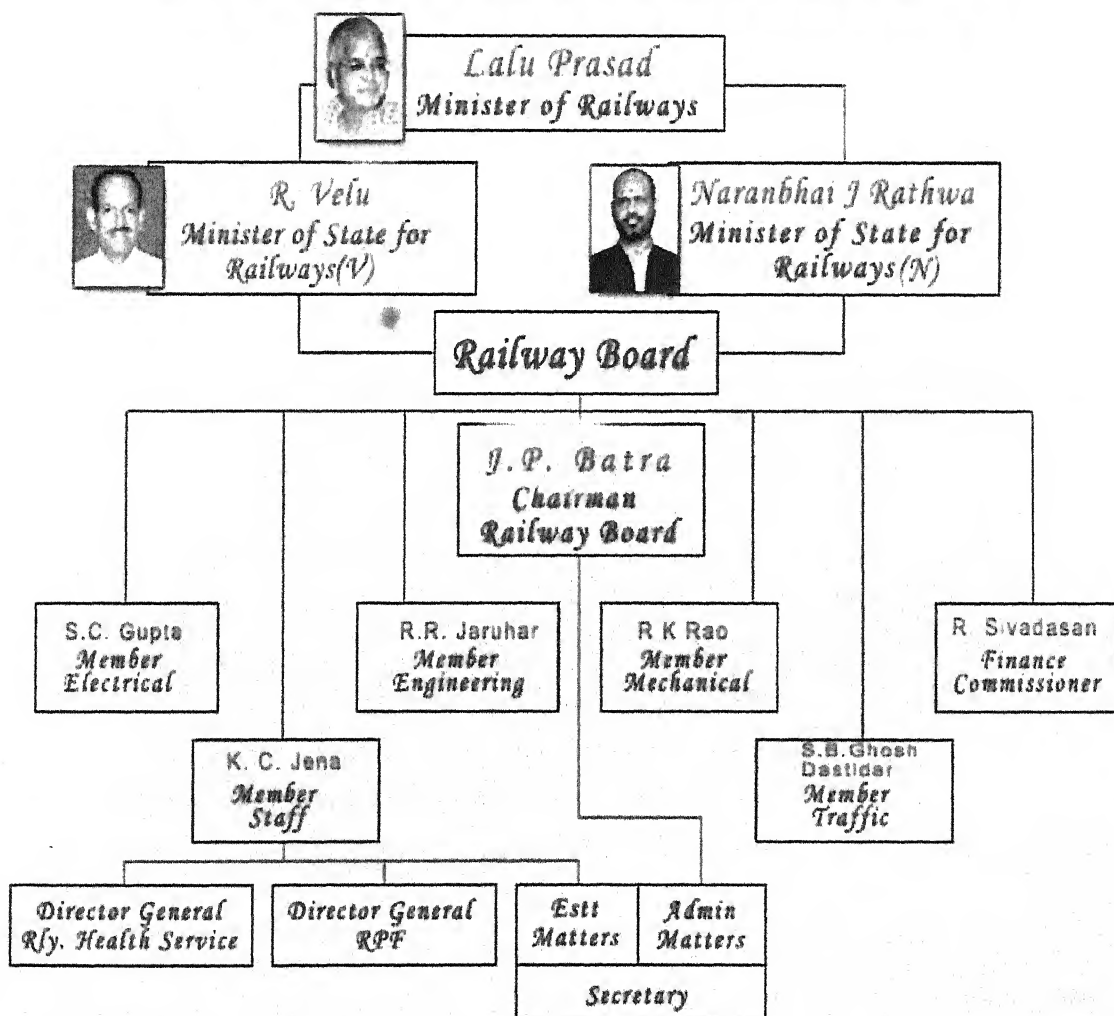 Lalu Prasad
Minister of Railways
R. Velu
Minister of State for
Railways(V)
Naranbhai J Rathwa
Minister of State for
Railways(N)
Railway Board
J.P. Batra
Chairman
Railway Board
S.C. Gupta
Member
Electrical
R.R. Jaruhar
Member
Engineering
R K Rao
Member
Mechanical
R. Sivadasan
Finance
Commissioner
K. C. Jena
Member
Staff
S.B.Ghosh
Dastidar
Member
Traffic
Director General
Rly. Health Service
Director General
RPF
Estt
Matters
Admin
Matters
Secretary